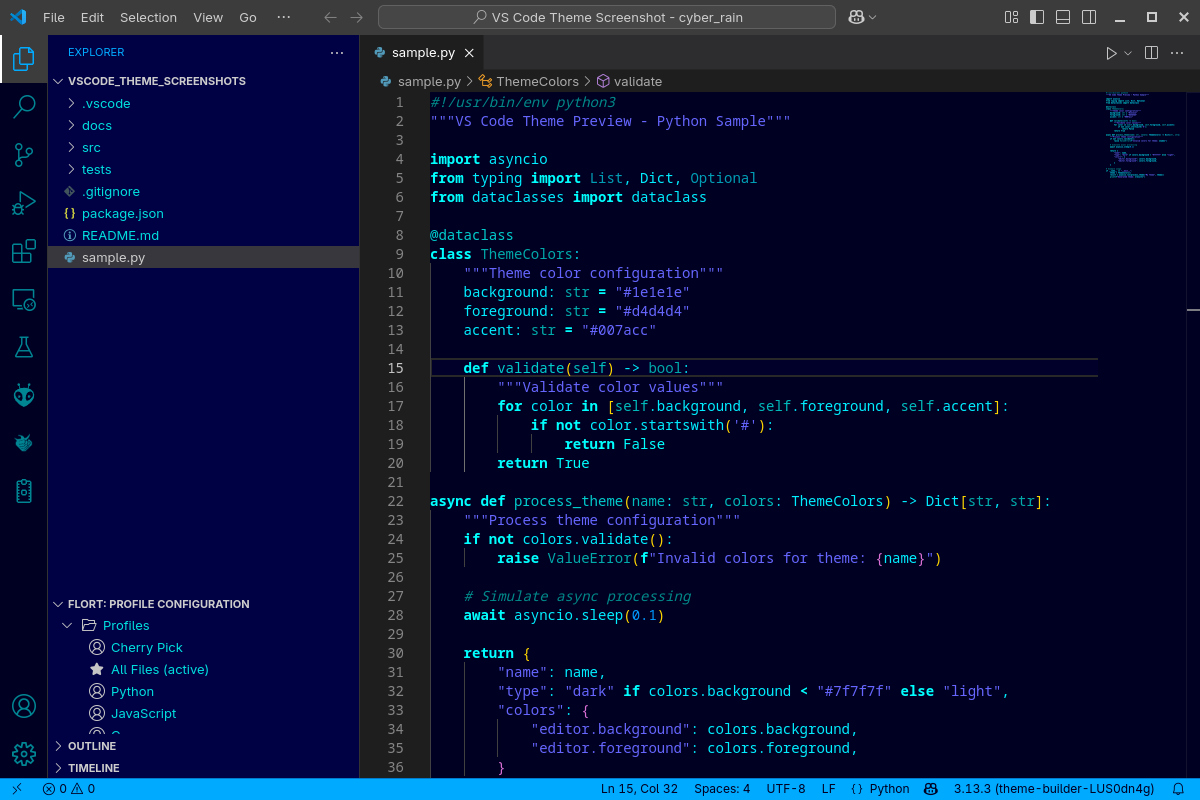 File Edit Selection View Go ···
VS Code Theme Screenshot - cyber_rain
EXPLORER
VSCODE_THEME_SCREENSHOTS
.vscode
docs
src
tests
.gitignore
package.json
README.md
sample.py
FLORT: PROFILE CONFIGURATION
Profiles
Cherry Pick
All Files (active)
Python
JavaScript
OUTLINE
TIMELINE
sample.py
sample.py > ThemeColors > validate
1 #!/usr/bin/env python3
2 """VS Code Theme Preview - Python Sample"""
3
4 import asyncio
5 from typing import List, Dict, Optional
6 from dataclasses import dataclass
7
8 @dataclass
9 class ThemeColors:
10 """Theme color configuration"""
11 background: str = "#1e1e1e"
12 foreground: str = "#d4d4d4"
13 accent: str = "#007acc"
14
15 def validate(self) -> bool:
16 """Validate color values"""
17 for color in [self.background, self.foreground, self.accent]:
18 if not color.startswith('#'):
19 return False
20 return True
21
22 async def process_theme(name: str, colors: ThemeColors) -> Dict[str, str]:
23 """Process theme configuration"""
24 if not colors.validate():
25 raise ValueError(f"Invalid colors for theme: {name}")
26
27 # Simulate async processing
28 await asyncio.sleep(0.1)
29
30 return {
31 "name": name,
32 "type": "dark" if colors.background < "#7f7f7f" else "light",
33 "colors": {
34 "editor.background": colors.background,
35 "editor.foreground": colors.foreground,
36 }
0 0
Ln 15, Col 32 Spaces: 4 UTF-8 LF {} Python 3.13.3 (theme-builder-LUS0dn4g)